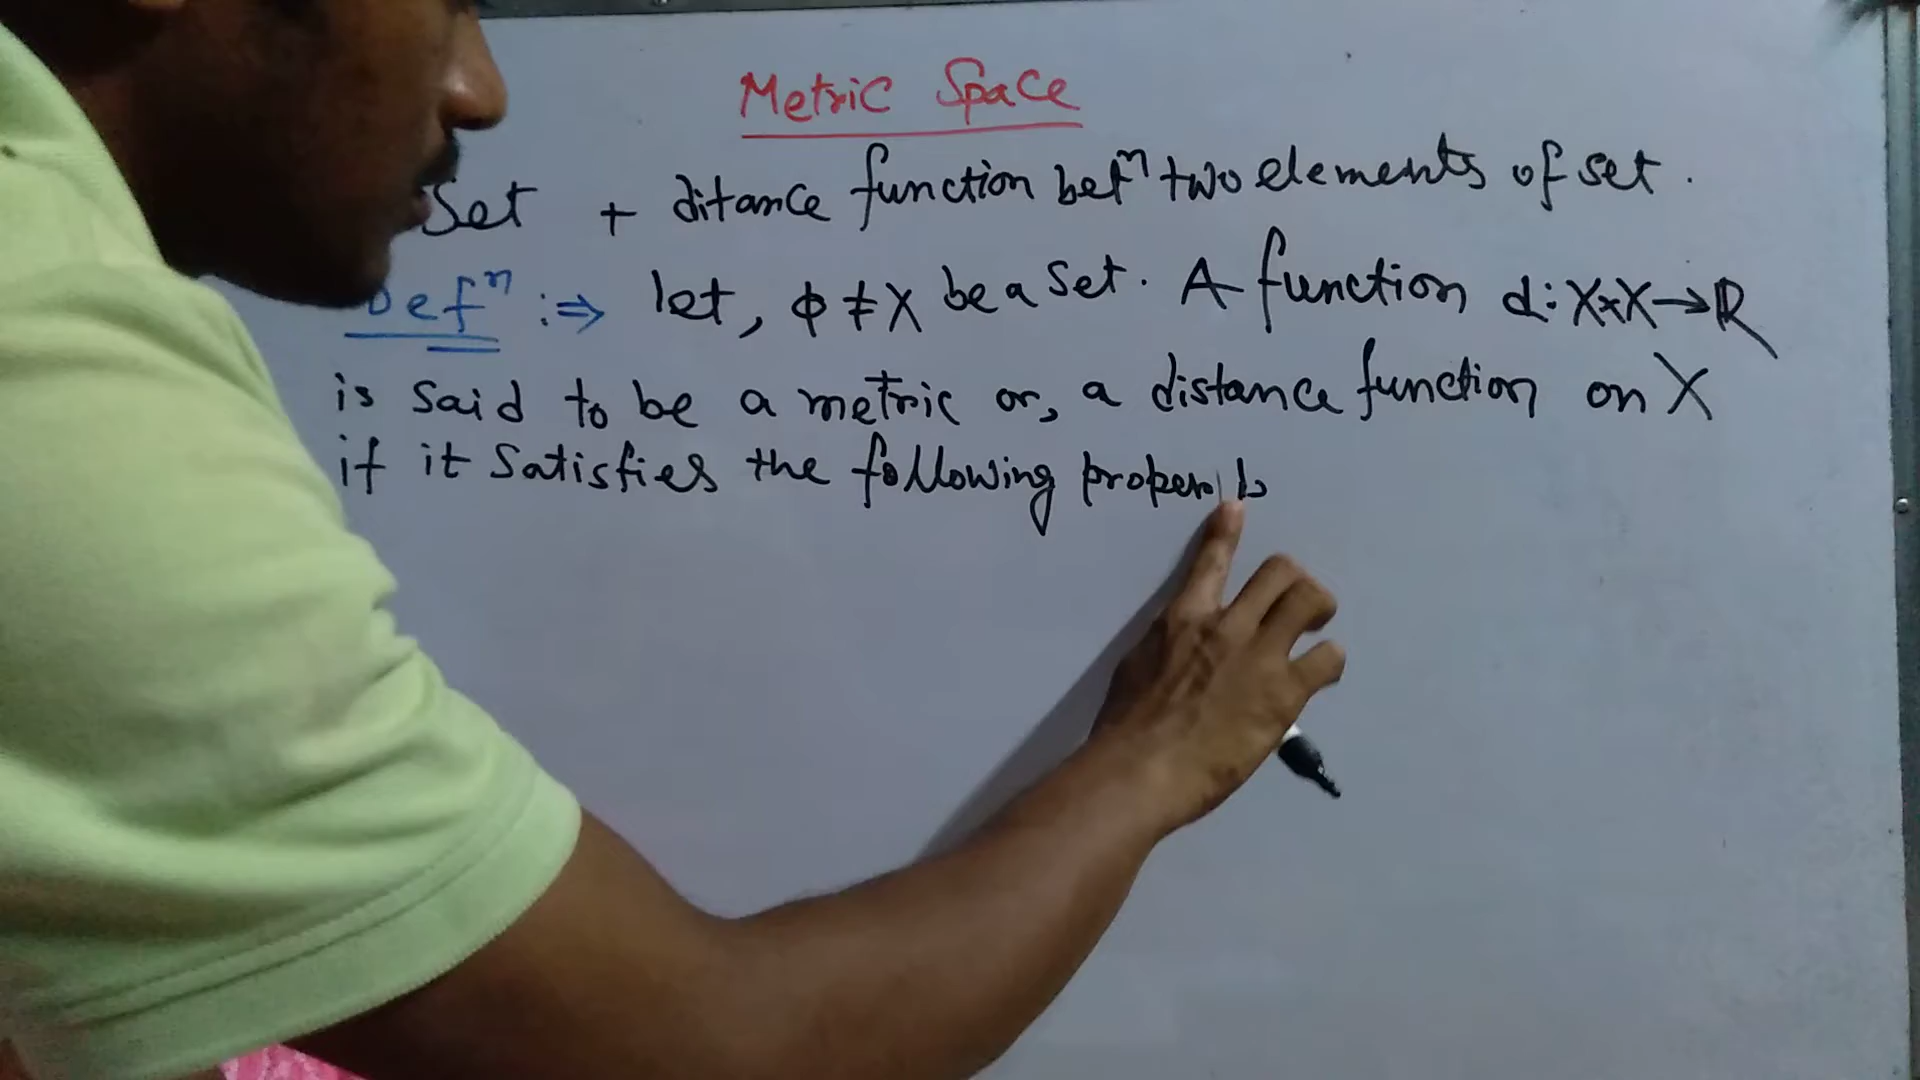 Metric Space
Set + ditance function betⁿ two elements of set.
Defⁿ :⇒ let, ϕ ≠ X be a set. A function d: X×X→ℝ
is said to be a metric or, a distance function on X
if it satisfies the following